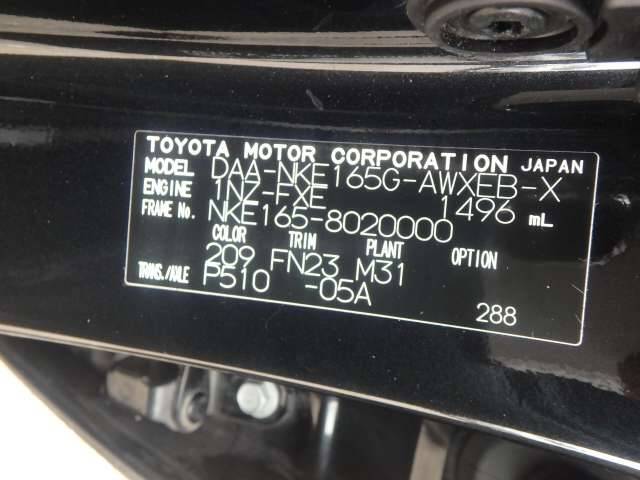 TOYOTA MOTOR CORPORATION JAPAN
MODEL DAA-NKE165G-AWXEB-X
ENGINE 1NZ-FXE 1496 mL
FRAME No. NKE165-8020000
COLOR TRIM PLANT OPTION
209 FN23 M31
TRANS./AXLE P510 -05A
288